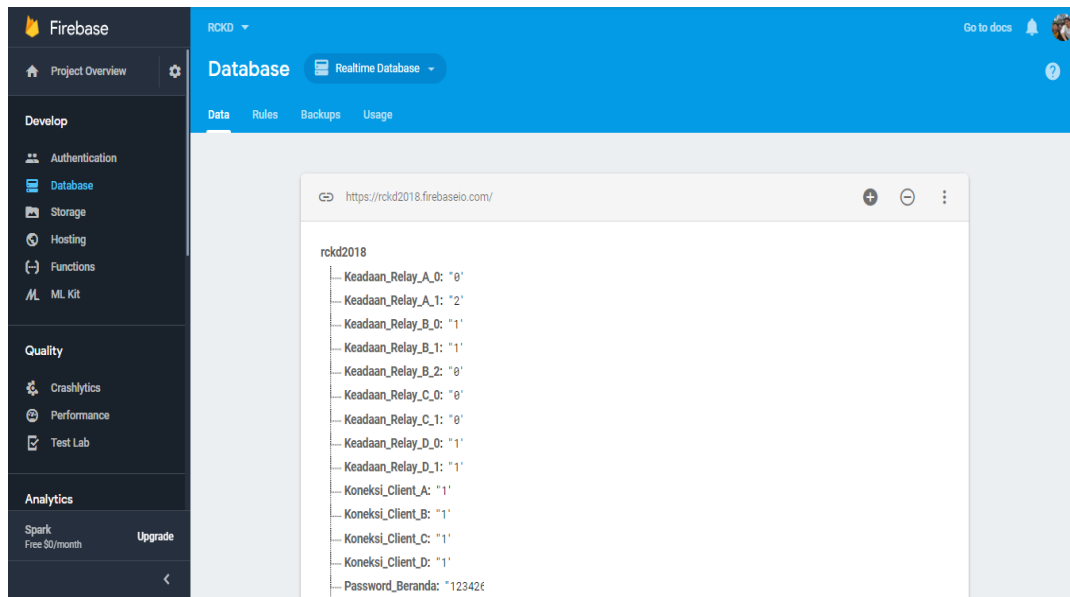 Firebase
Project Overview
Develop
Authentication
Database
Storage
Hosting
Functions
ML Kit
Quality
Crashlytics
Performance
Test Lab
Analytics
Spark
Free $0/month
Upgrade
RCKD
Go to docs
Database
Realtime Database
Data Rules Backups Usage
https://rckd2018.firebaseio.com/
rckd2018
Keadaan_Relay_A_0: "0'
Keadaan_Relay_A_1: "2'
Keadaan_Relay_B_0: "1'
Keadaan_Relay_B_1: "1'
Keadaan_Relay_B_2: "0'
Keadaan_Relay_C_0: "0'
Keadaan_Relay_C_1: "0'
Keadaan_Relay_D_0: "1'
Keadaan_Relay_D_1: "1'
Koneksi_Client_A: "1'
Koneksi_Client_B: "1'
Koneksi_Client_C: "1'
Koneksi_Client_D: "1'
Password_Beranda: "123426